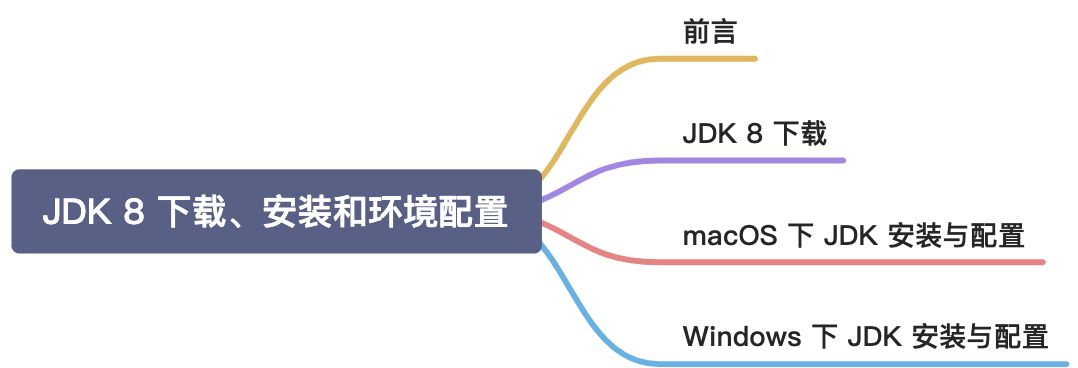 前言
JDK 8 下载
JDK 8 下载、安装和环境配置
macOS 下 JDK 安装与配置
Windows 下 JDK 安装与配置